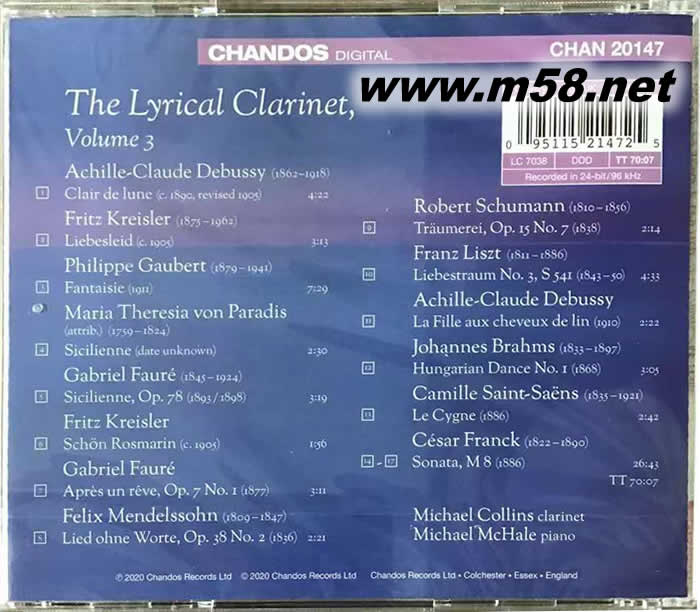 CHANDOS DIGITAL
CHAN 20147
www.m58.net
The Lyrical Clarinet,
Volume 3
0 95115 21472 5
LC 7038 DDD TT 70:07
Recorded in 24-bit/96 kHz
Achille-Claude Debussy (1862–1918)
1 Clair de lune (c. 1890, revised 1905) 4:22
Fritz Kreisler (1875–1962)
2 Liebesleid (c. 1905) 3:13
Philippe Gaubert (1879–1941)
3 Fantaisie (1911) 7:29
Maria Theresia von Paradis
(attrib.) (1759–1824)
4 Sicilienne (date unknown) 2:30
Gabriel Fauré (1845–1924)
5 Sicilienne, Op. 78 (1893/1898) 3:19
Fritz Kreisler
6 Schön Rosmarin (c. 1905) 1:56
Gabriel Fauré
7 Après un rêve, Op. 7 No. 1 (1877) 3:11
Felix Mendelssohn (1809–1847)
8 Lied ohne Worte, Op. 38 No. 2 (1836) 2:21
Robert Schumann (1810–1856)
9 Träumerei, Op. 15 No. 7 (1838) 2:14
Franz Liszt (1811–1886)
10 Liebestraum No. 3, S 541 (1843–50) 4:33
Achille-Claude Debussy
11 La Fille aux cheveux de lin (1910) 2:22
Johannes Brahms (1833–1897)
12 Hungarian Dance No. 1 (1868) 3:05
Camille Saint-Saëns (1835–1921)
13 Le Cygne (1886) 2:42
César Franck (1822–1890)
14 - 17 Sonata, M 8 (1886) 26:43
TT 70:07
Michael Collins clarinet
Michael McHale piano
℗ 2020 Chandos Records Ltd © 2020 Chandos Records Ltd Chandos Records Ltd • Colchester • Essex • England